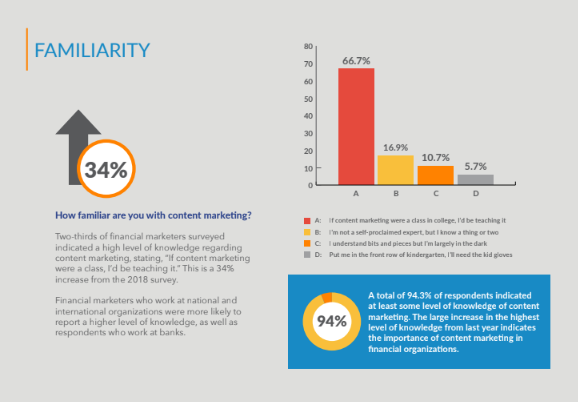 FAMILIARITY
34%
How familiar are you with content marketing?
Two-thirds of financial marketers surveyed
indicated a high level of knowledge regarding
content marketing, stating, "If content marketing
were a class, I'd be teaching it." This is a 34%
increase from the 2018 survey.
Financial marketers who work at national and
international organizations were more likely to
report a higher level of knowledge, as well as
respondents who work at banks.
80
70
60
50
40
30
20
10
0
66.7%
16.9%
10.7%
5.7%
A
B
C
D
A: If content marketing were a class in college, I'd be teaching it
B: I'm not a self-proclaimed expert, but I know a thing or two
C: I understand bits and pieces but I'm largely in the dark
D: Put me in the front row of kindergarten, I'll need the kid gloves
94%
A total of 94.3% of respondents indicated
at least some level of knowledge of content
marketing. The large increase in the highest
level of knowledge from last year indicates
the importance of content marketing in
financial organizations.